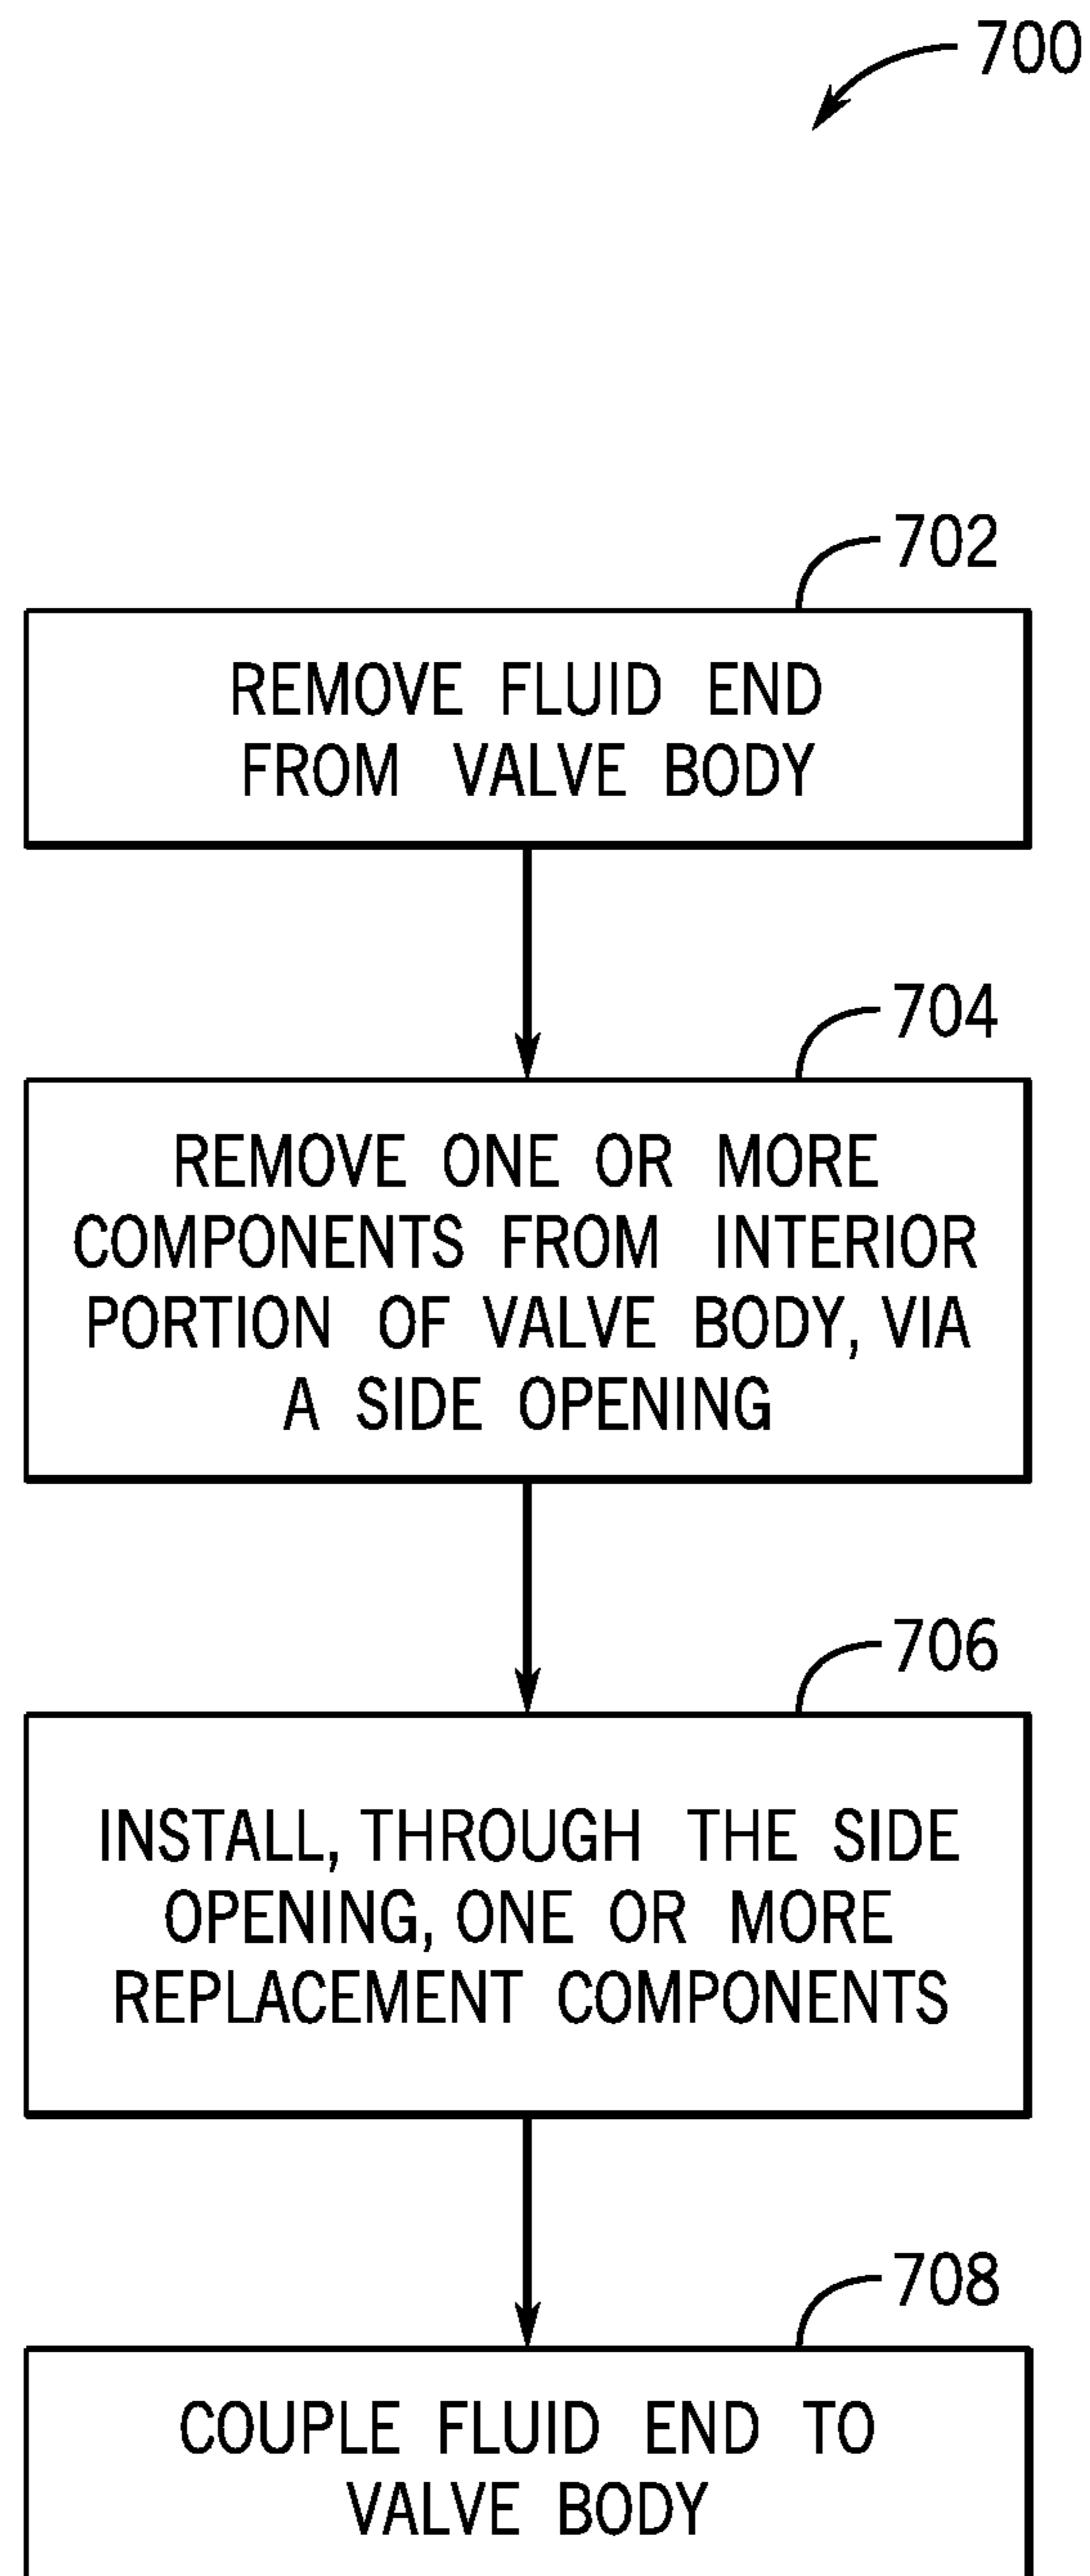 700
702
REMOVE FLUID END
FROM VALVE BODY
704
REMOVE ONE OR MORE
COMPONENTS FROM INTERIOR
PORTION OF VALVE BODY, VIA
A SIDE OPENING
706
INSTALL, THROUGH THE SIDE
OPENING, ONE OR MORE
REPLACEMENT COMPONENTS
708
COUPLE FLUID END TO
VALVE BODY